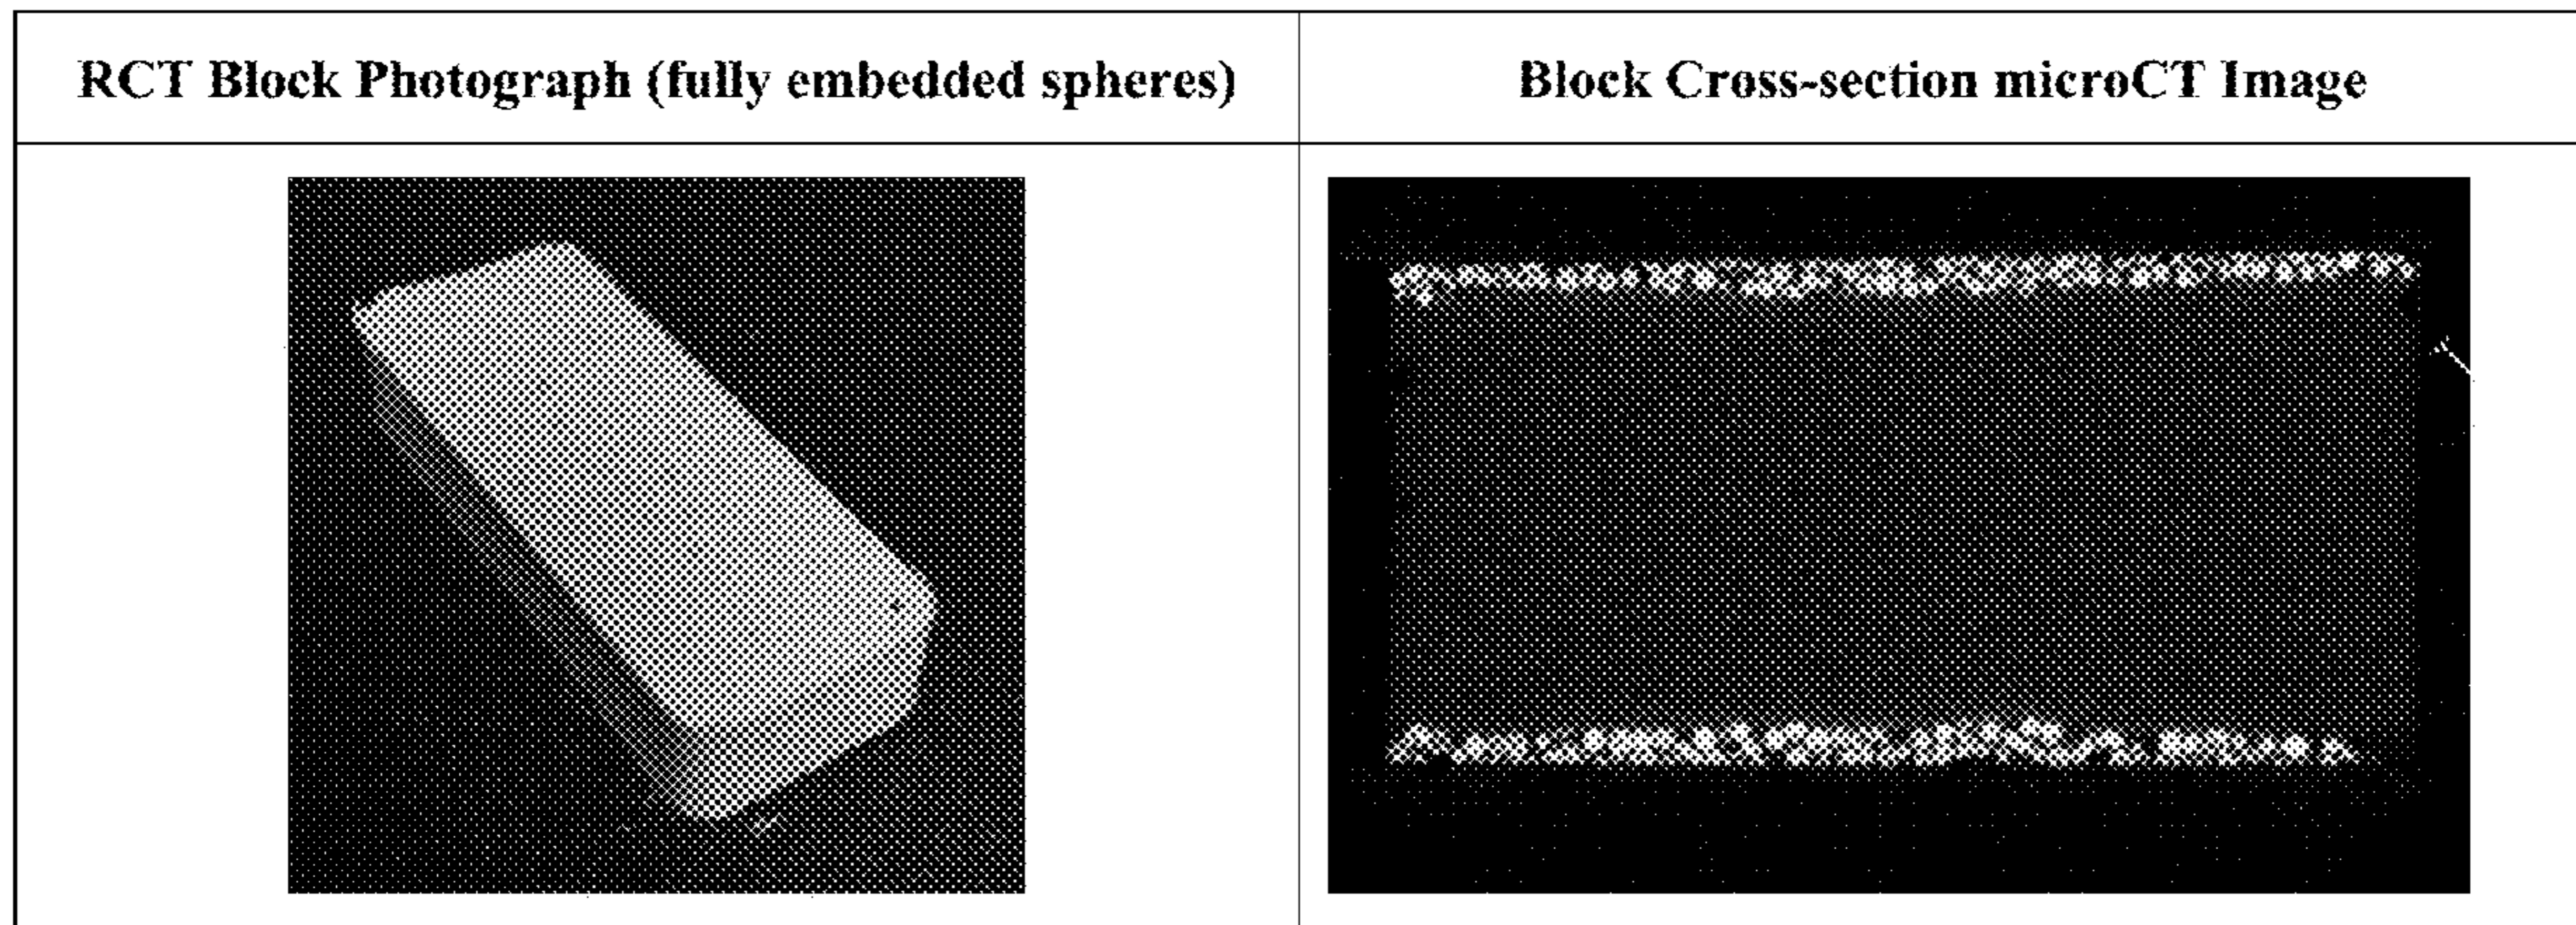 RCT Block Photograph (fully embedded spheres)
Block Cross-section microCT Image